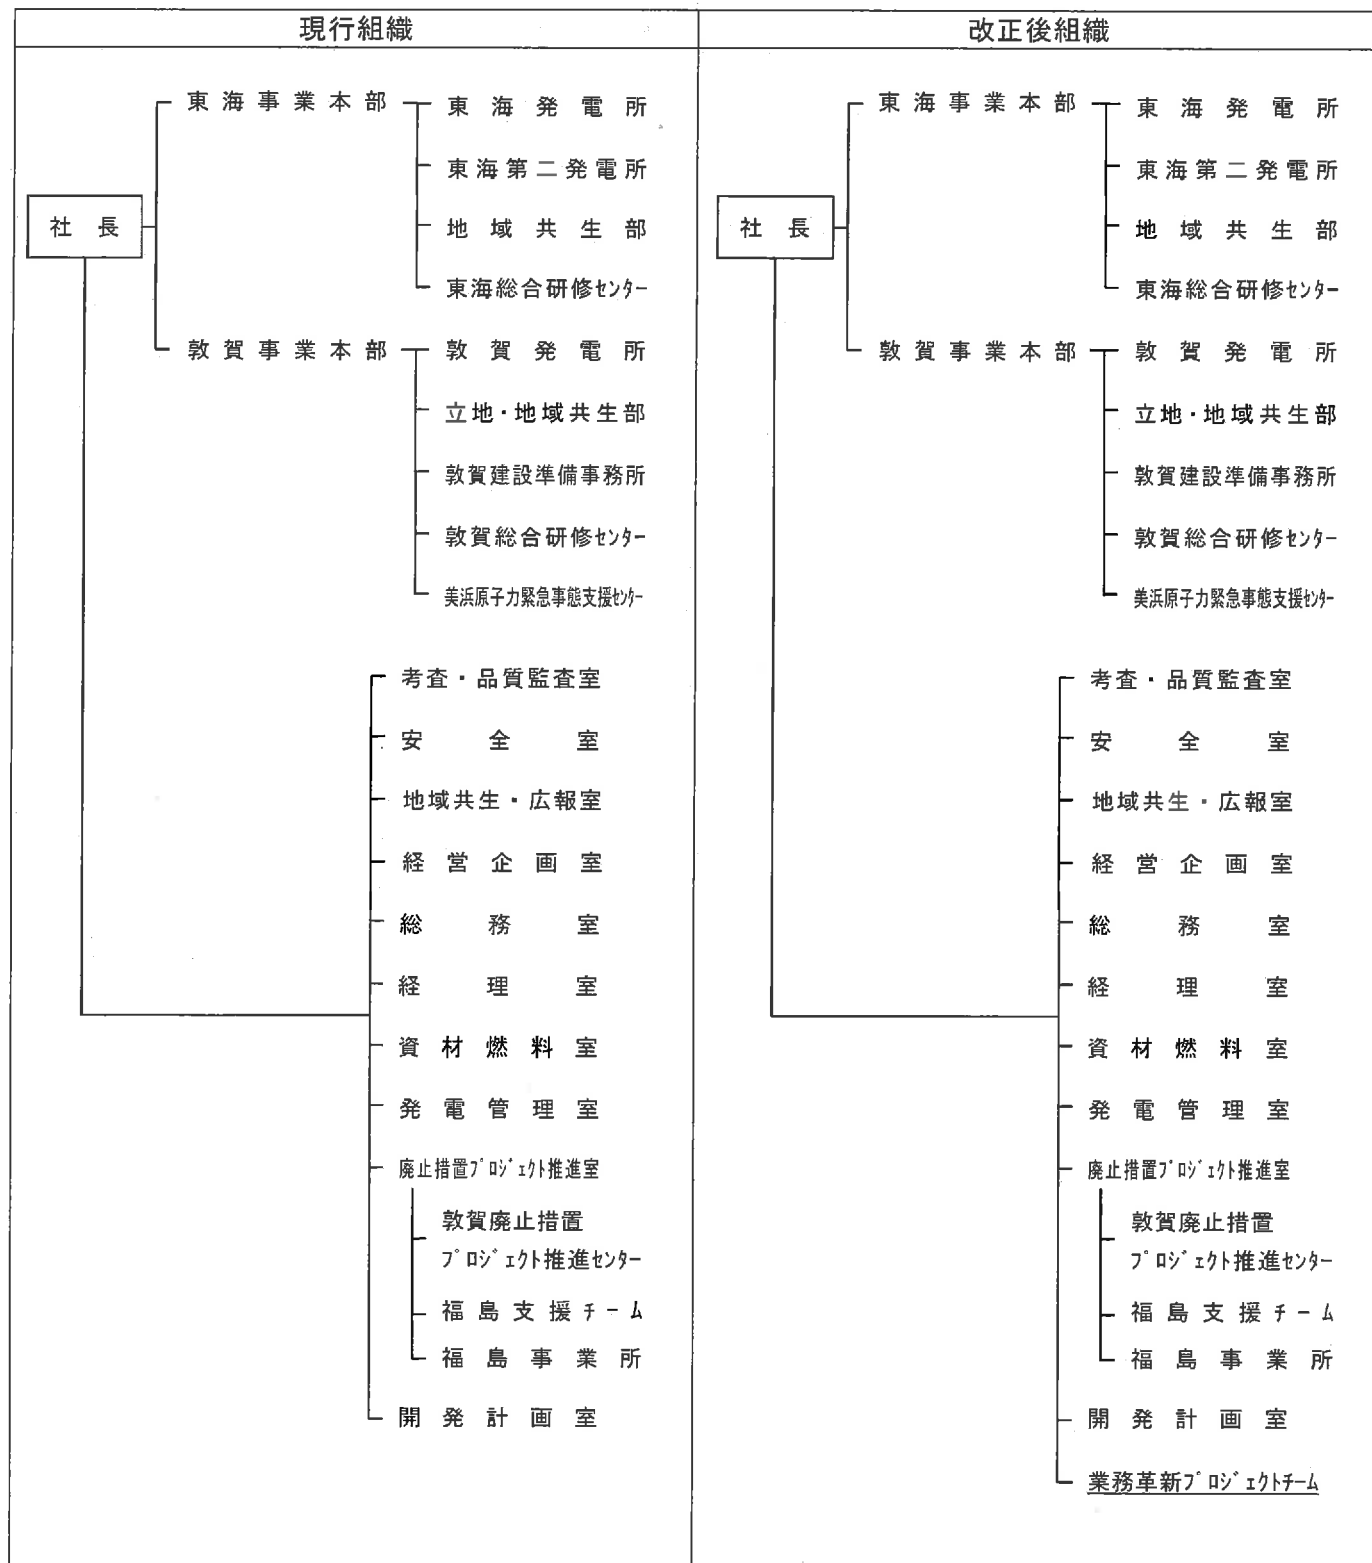 現行組織
社長
東海事業本部
東海発電所
東海第二発電所
地域共生部
東海総合研修センター
敦賀事業本部
敦賀発電所
立地・地域共生部
敦賀建設準備事務所
敦賀総合研修センター
美浜原子力緊急事態支援センター
考査・品質監査室
安全室
地域共生・広報室
経営企画室
総務室
経理室
資材燃料室
発電管理室
廃止措置プロジェクト推進室
敦賀廃止措置
プロジェクト推進センター
福島支援チーム
福島事業所
開発計画室
改正後組織
社長
東海事業本部
東海発電所
東海第二発電所
地域共生部
東海総合研修センター
敦賀事業本部
敦賀発電所
立地・地域共生部
敦賀建設準備事務所
敦賀総合研修センター
美浜原子力緊急事態支援センター
考査・品質監査室
安全室
地域共生・広報室
経営企画室
総務室
経理室
資材燃料室
発電管理室
廃止措置プロジェクト推進室
敦賀廃止措置
プロジェクト推進センター
福島支援チーム
福島事業所
開発計画室
業務革新プロジェクトチーム